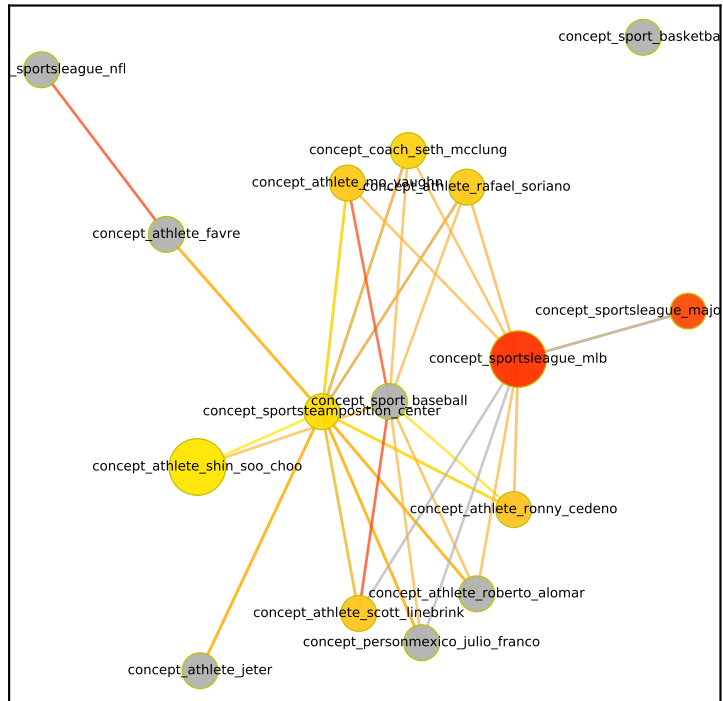 concept_sport_basketba
_sportsleague_nfl
concept_coach_seth_mcclung
concept_athlete_mo_vaughn
concept_athlete_rafael_soriano
concept_athlete_favre
concept_sportsleague_majo
concept_sportsleague_mlb
concept_sport_baseball
concept_sportsteamposition_center
concept_athlete_shin_soo_choo
concept_athlete_ronny_cedeno
concept_athlete_roberto_alomar
concept_athlete_scott_linebrink
concept_personmexico_julio_franco
concept_athlete_jeter